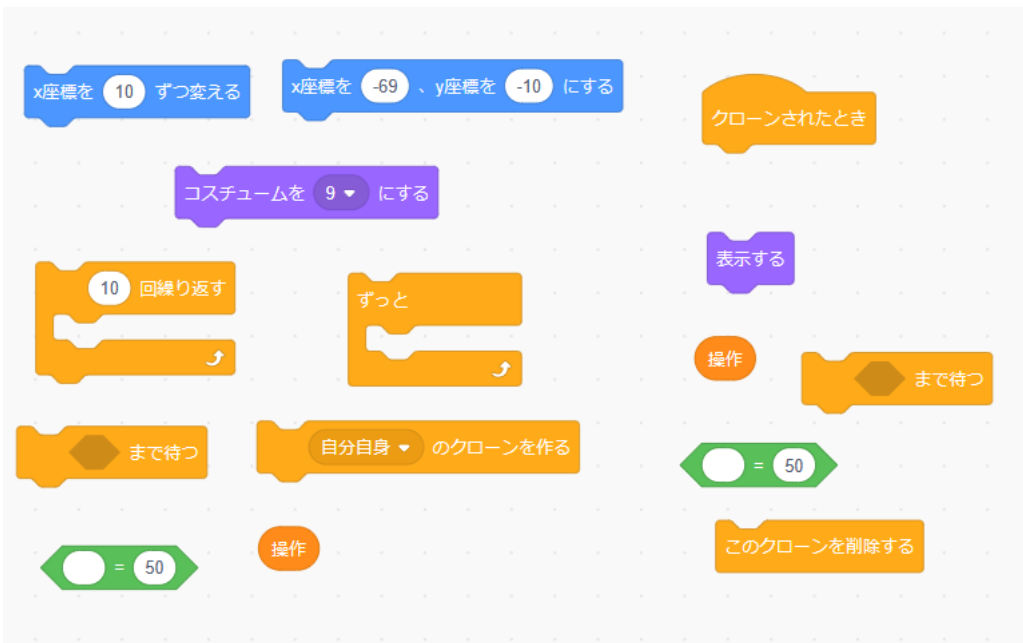 x座標を 10 ずつ変える
x座標を -69 、y座標を -10 にする
クローンされたとき
コスチュームを 9 にする
表示する
10 回繰り返す
ずっと
操作
まで待つ
まで待つ
自分自身 のクローンを作る
= 50
このクローンを削除する
操作
= 50